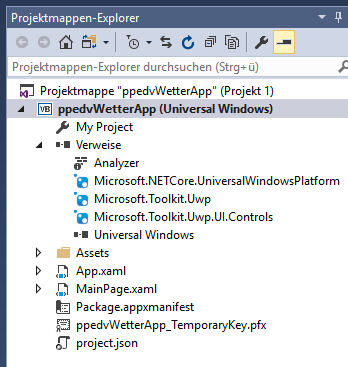 Projektmappen-Explorer
Projektmappen-Explorer durchsuchen (Strg+ü)
Projektmappe "ppedvWetterApp" (Projekt 1)
VB ppedvWetterApp (Universal Windows)
My Project
Verweise
Analyzer
Microsoft.NETCore.UniversalWindowsPlatform
Microsoft.Toolkit.Uwp
Microsoft.Toolkit.Uwp.UI.Controls
Universal Windows
Assets
App.xaml
MainPage.xaml
Package.appxmanifest
ppedvWetterApp_TemporaryKey.pfx
project.json